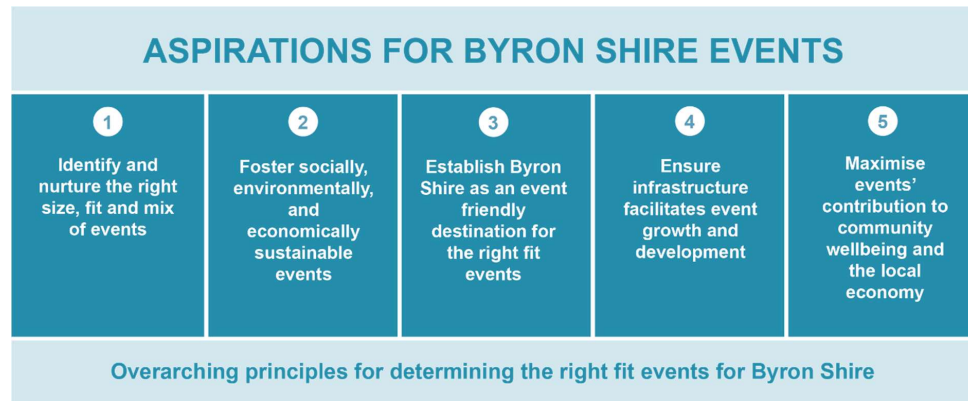 ASPIRATIONS FOR BYRON SHIRE EVENTS
1
Identify and
nurture the right
size, fit and mix
of events
2
Foster socially,
environmentally,
and
economically
sustainable
events
3
Establish Byron
Shire as an event
friendly
destination for
the right fit
events
4
Ensure
infrastructure
facilitates event
growth and
development
5
Maximise
events’
contribution to
community
wellbeing and
the local
economy
Overarching principles for determining the right fit events for Byron Shire